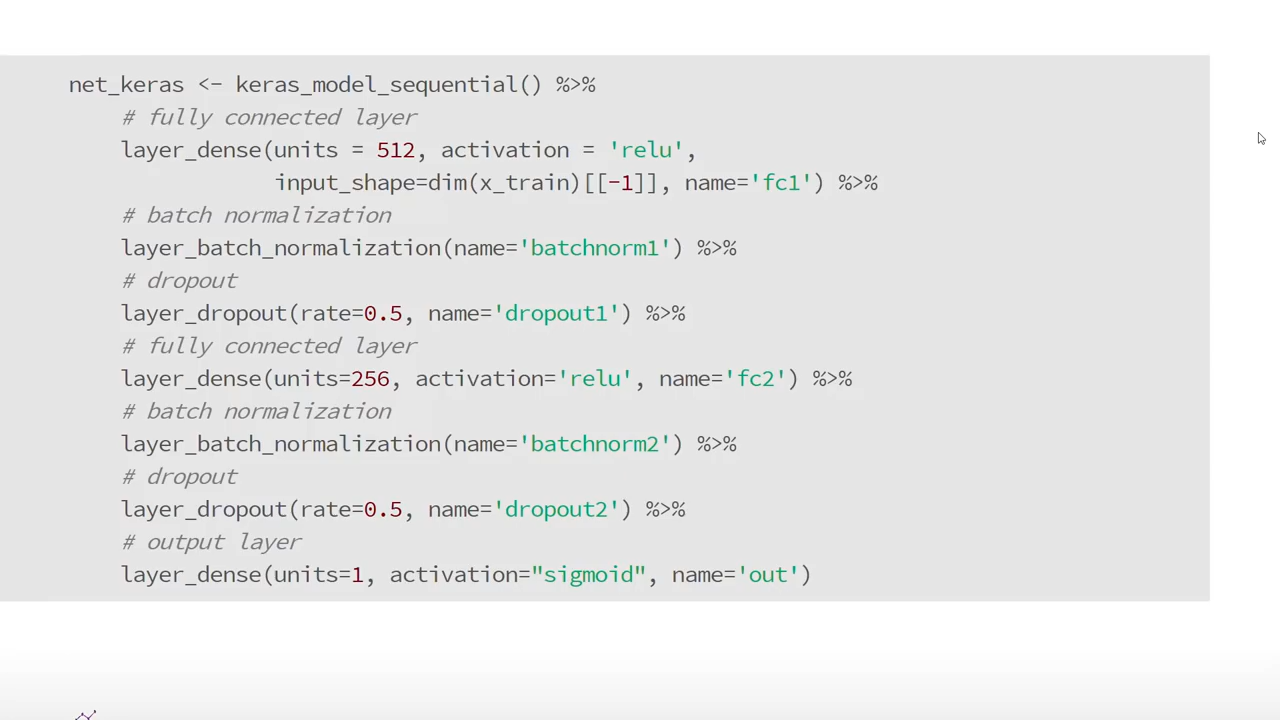 net_keras <- keras_model_sequential() %>%
# fully connected layer
layer_dense(units = 512, activation = 'relu',
input_shape=dim(x_train)[[-1]], name='fc1') %>%
# batch normalization
layer_batch_normalization(name='batchnorm1') %>%
# dropout
layer_dropout(rate=0.5, name='dropout1') %>%
# fully connected layer
layer_dense(units=256, activation='relu', name='fc2') %>%
# batch normalization
layer_batch_normalization(name='batchnorm2') %>%
# dropout
layer_dropout(rate=0.5, name='dropout2') %>%
# output layer
layer_dense(units=1, activation="sigmoid", name='out')